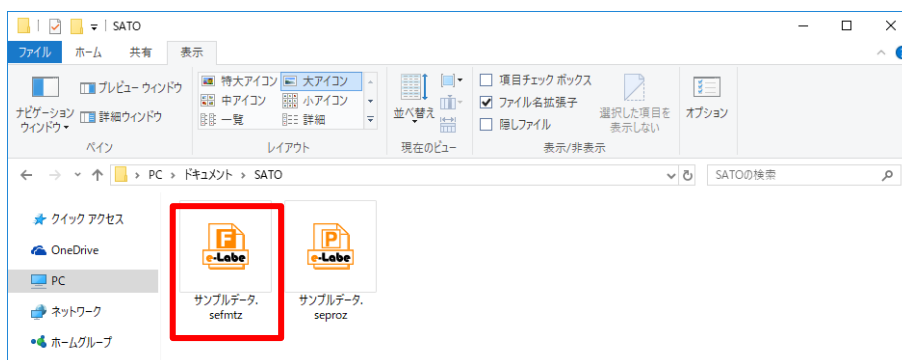 SATO
ファイル ホーム 共有 表示
ナビゲーション
ウィンドウ
プレビュー ウィンドウ
詳細ウィンドウ
ペイン
特大アイコン 大アイコン
中アイコン 小アイコン
一覧 詳細
レイアウト
並べ替え
現在のビュー
項目チェック ボックス
ファイル名拡張子
隠しファイル
選択した項目を
表示しない
表示/非表示
オプション
PC › ドキュメント › SATO
SATOの検索
クイック アクセス
OneDrive
PC
ネットワーク
ホームグループ
F
e-Labe
サンプルデータ.
sefmtz
P
e-Labe
サンプルデータ.
seproz